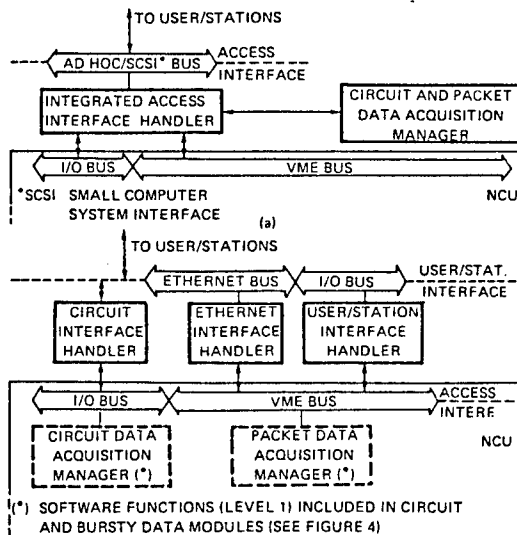 TO USER/STATIONS
AD HOC/SCSI* BUS
ACCESS
INTERFACE
INTEGRATED ACCESS
INTERFACE HANDLER
CIRCUIT AND PACKET
DATA ACQUISITION
MANAGER
I/O BUS
VME BUS
*SCSI SMALL COMPUTER
SYSTEM INTERFACE
NCU
(a)
TO USER/STATIONS
ETHERNET BUS
I/O BUS
USER/STAT.
INTERFACE
CIRCUIT
INTERFACE
HANDLER
ETHERNET
INTERFACE
HANDLER
USER/STATION
INTERFACE
HANDLER
I/O BUS
VME BUS
ACCESS
INTERF.
CIRCUIT DATA
ACQUISITION
MANAGER (*)
PACKET DATA
ACQUISITION
MANAGER (*)
NCU
(*) SOFTWARE FUNCTIONS (LEVEL 1) INCLUDED IN CIRCUIT
AND BURSTY DATA MODULES (SEE FIGURE 4)